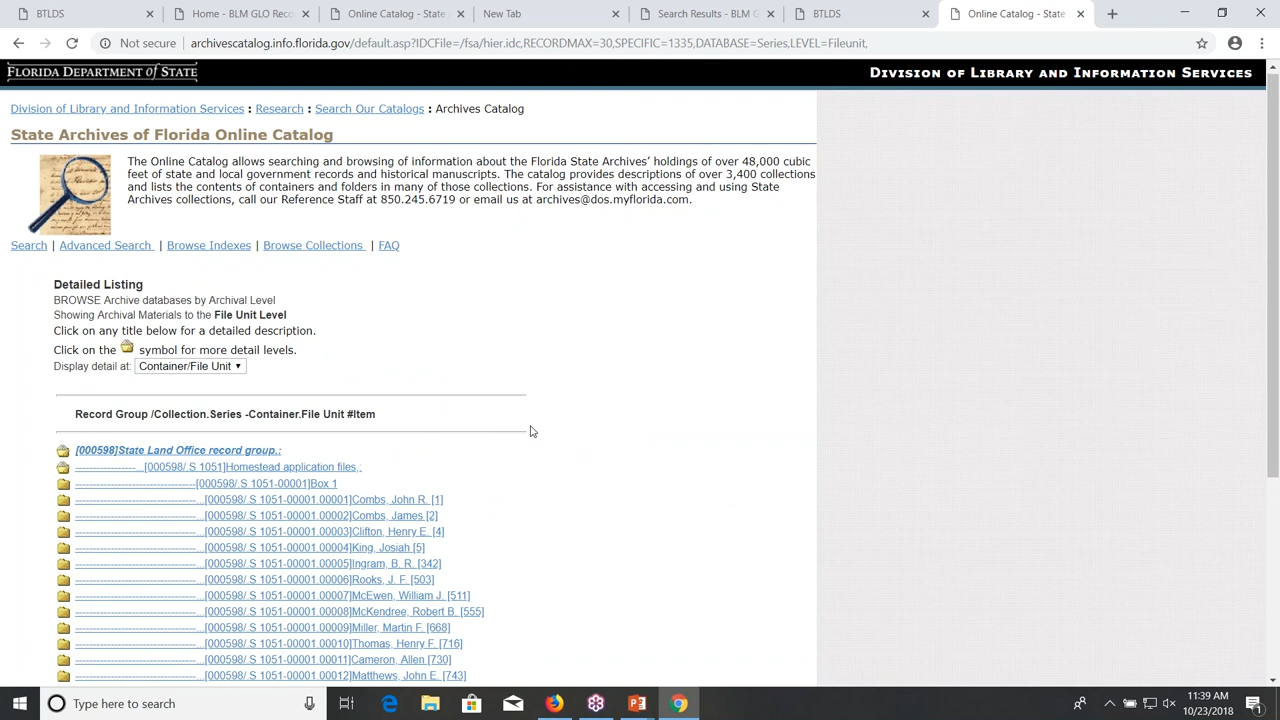 BTLDS
Home - BLM GLO Reco
Online Catalog - State
New Tab
Search Results - BLM G
BTLDS
Online Catalog - State
Not secure archivescatalog.info.florida.gov/default.asp?IDCFile=/fsa/hier.idc,RECORDMAX=30,SPECIFIC=1335,DATABASE=Series,LEVEL=Fileunit,
FLORIDA DEPARTMENT of STATE
DIVISION OF LIBRARY AND INFORMATION SERVICES
Division of Library and Information Services : Research : Search Our Catalogs : Archives Catalog
State Archives of Florida Online Catalog
The Online Catalog allows searching and browsing of information about the Florida State Archives' holdings of over 48,000 cubic
feet of state and local government records and historical manuscripts. The catalog provides descriptions of over 3,400 collections
and lists the contents of containers and folders in many of those collections. For assistance with accessing and using State
Archives collections, call our Reference Staff at 850.245.6719 or email us at archives@dos.myflorida.com.
Search | Advanced Search | Browse Indexes | Browse Collections | FAQ
Detailed Listing
BROWSE Archive databases by Archival Level
Showing Archival Materials to the File Unit Level
Click on any title below for a detailed description.
Click on the symbol for more detail levels.
Display detail at: Container/File Unit
Record Group /Collection.Series -Container.File Unit #Item
[000598]State Land Office record group.:
-----------------...[000598/.S 1051]Homestead application files,:
----------------------------------[000598/.S 1051-00001]Box 1
----------------------------------...[000598/.S 1051-00001.00001]Combs, John R. [1]
----------------------------------...[000598/.S 1051-00001.00002]Combs, James [2]
----------------------------------...[000598/.S 1051-00001.00003]Clifton, Henry E. [4]
----------------------------------...[000598/.S 1051-00001.00004]King, Josiah [5]
----------------------------------...[000598/.S 1051-00001.00005]Ingram, B. R. [342]
----------------------------------...[000598/.S 1051-00001.00006]Rooks, J. F. [503]
----------------------------------...[000598/.S 1051-00001.00007]McEwen, William J. [511]
----------------------------------...[000598/.S 1051-00001.00008]McKendree, Robert B. [555]
----------------------------------...[000598/.S 1051-00001.00009]Miller, Martin F. [668]
----------------------------------...[000598/.S 1051-00001.00010]Thomas, Henry F. [716]
----------------------------------...[000598/.S 1051-00001.00011]Cameron, Allen [730]
----------------------------------...[000598/.S 1051-00001.00012]Matthews, John E. [743]
Type here to search
11:39 AM
10/23/2018